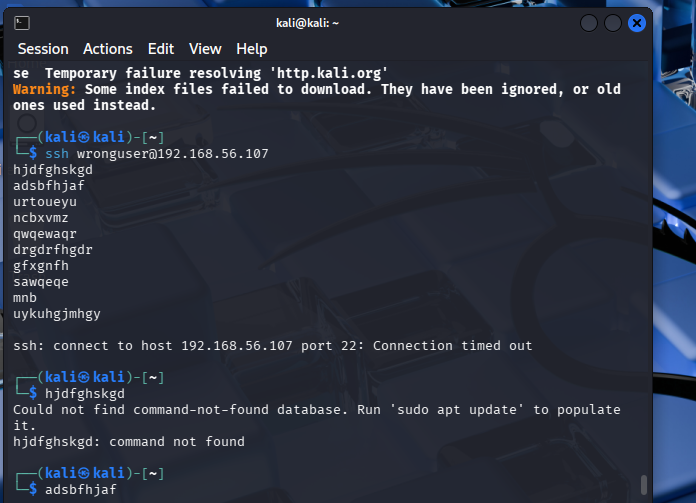 kali@kali: ~
Session Actions Edit View Help
se  Temporary failure resolving 'http.kali.org'
Warning: Some index files failed to download. They have been ignored, or old
ones used instead.
┌──(kali㉿kali)-[~]
└─$ ssh wronguser@192.168.56.107
hjdfghskgd
adsbfhjaf
urtoueyu
ncbxvmz
qwqewaqr
drgdrfhgdr
gfxgnfh
sawqeqe
mnb
uykuhgjmhgy
ssh: connect to host 192.168.56.107 port 22: Connection timed out
┌──(kali㉿kali)-[~]
└─$ hjdfghskgd
Could not find command-not-found database. Run 'sudo apt update' to populate
it.
hjdfghskgd: command not found
┌──(kali㉿kali)-[~]
└─$ adsbfhjaf